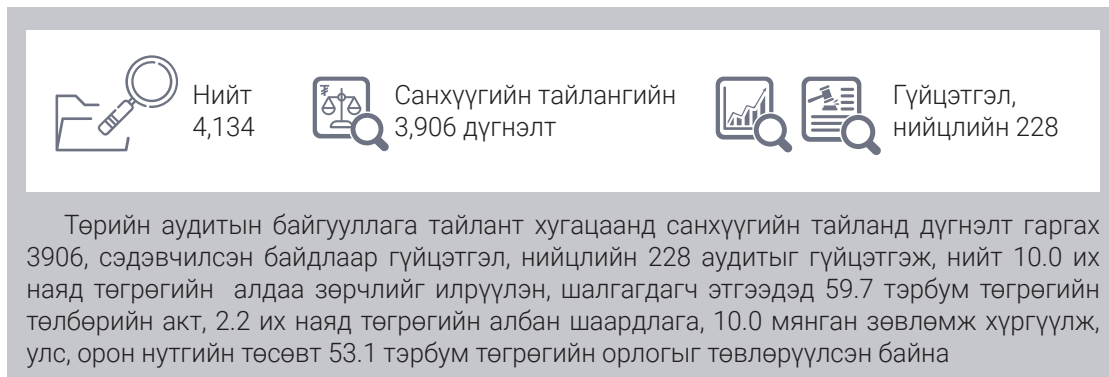 Нийт
4,134
Санхүүгийн тайлангийн
3,906 дүгнэлт
Гүйцэтгэл,
нийцлийн 228
Төрийн аудитын байгууллага тайлант хугацаанд санхүүгийн тайланд дүгнэлт гаргах
3906, сэдэвчилсэн байдлаар гүйцэтгэл, нийцлийн 228 аудитыг гүйцэтгэж, нийт 10.0 их
наяд төгрөгийн алдаа зөрчлийг илрүүлэн, шалгагдагч этгээдэд 59.7 тэрбум төгрөгийн
төлбөрийн акт, 2.2 их наяд төгрөгийн албан шаардлага, 10.0 мянган зөвлөмж хүргүүлж,
улс, орон нутгийн төсөвт 53.1 тэрбум төгрөгийн орлогыг төвлөрүүлсэн байна